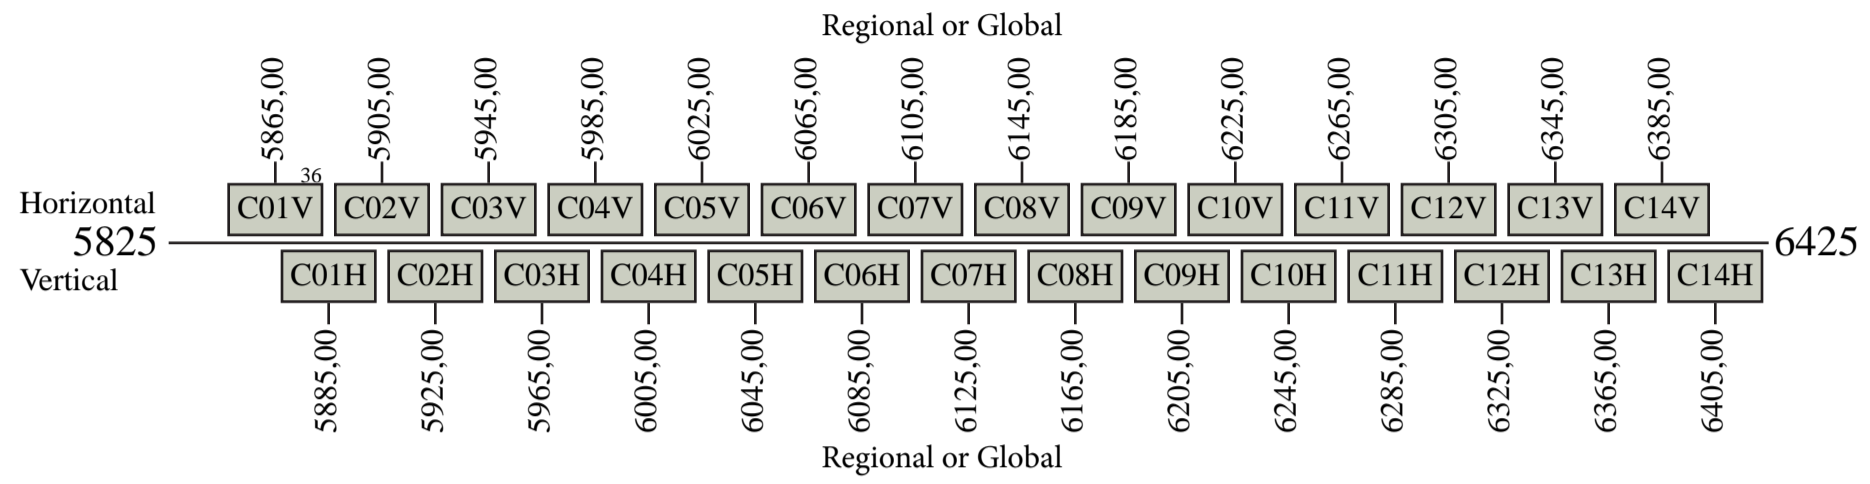 Regional or Global
5865,00 5905,00 5945,00 5985,00 6025,00 6065,00 6105,00 6145,00 6185,00 6225,00 6265,00 6305,00 6345,00 6385,00
36
Horizontal C01V C02V C03V C04V C05V C06V C07V C08V C09V C10V C11V C12V C13V C14V
5825 6425
Vertical C01H C02H C03H C04H C05H C06H C07H C08H C09H C10H C11H C12H C13H C14H
5885,00 5925,00 5965,00 6005,00 6045,00 6085,00 6125,00 6165,00 6205,00 6245,00 6285,00 6325,00 6365,00 6405,00
Regional or Global